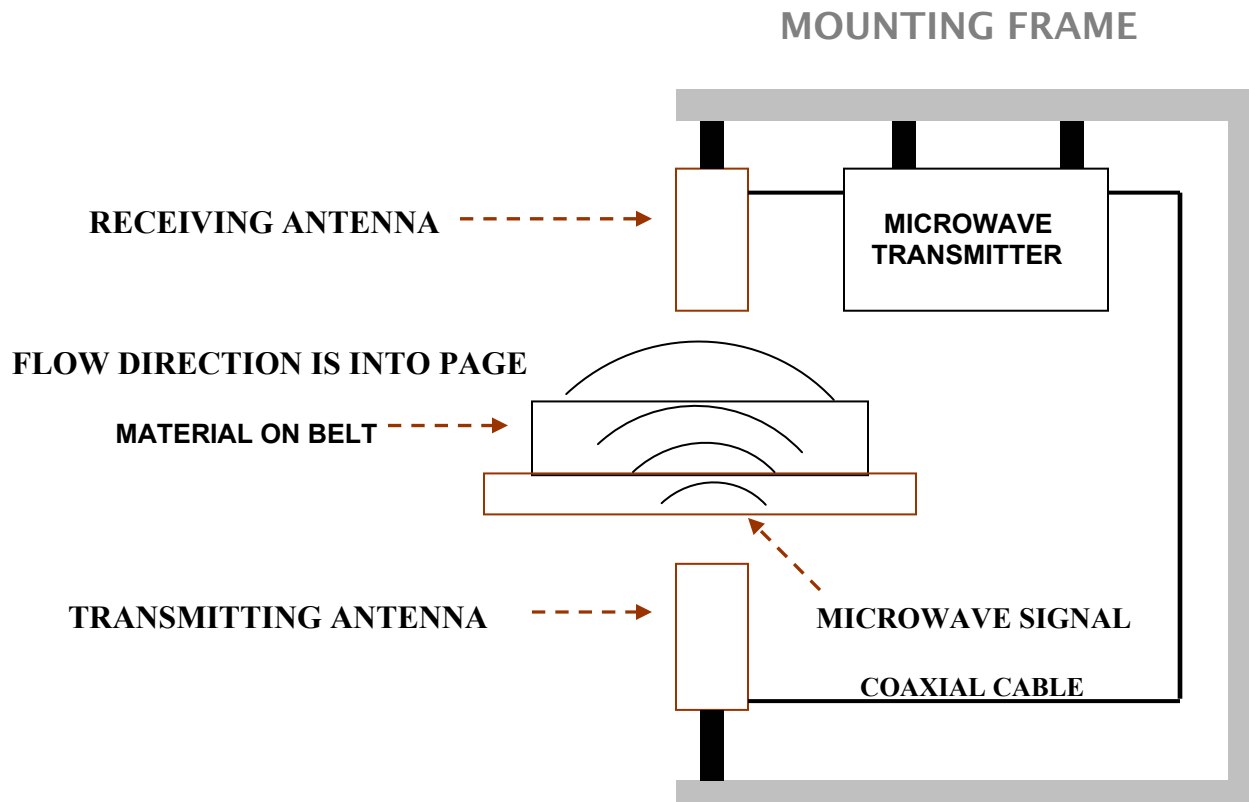 MOUNTING FRAME
RECEIVING ANTENNA
MICROWAVE
TRANSMITTER
FLOW DIRECTION IS INTO PAGE
MATERIAL ON BELT
TRANSMITTING ANTENNA
MICROWAVE SIGNAL
COAXIAL CABLE